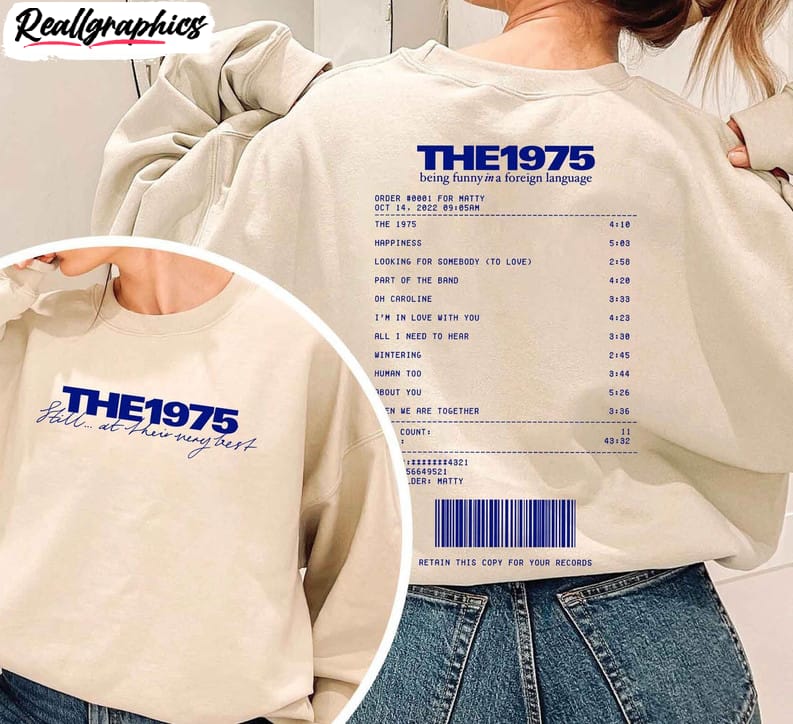 Reallgraphics
THE1975
being funny in a foreign language
ORDER #0001 FOR MATTY
OCT 14, 2022 09:05AM
THE 1975 4:10
HAPPINESS 5:03
LOOKING FOR SOMEBODY (TO LOVE) 2:58
PART OF THE BAND 4:20
OH CAROLINE 3:33
I'M IN LOVE WITH YOU 4:23
ALL I NEED TO HEAR 3:30
WINTERING 2:45
HUMAN TOO 3:44
ABOUT YOU 5:26
EN WE ARE TOGETHER 3:36
COUNT: 11
: 43:32
:#######4321
56649521
LDER: MATTY
RETAIN THIS COPY FOR YOUR RECORDS
THE1975
Still... at their very best